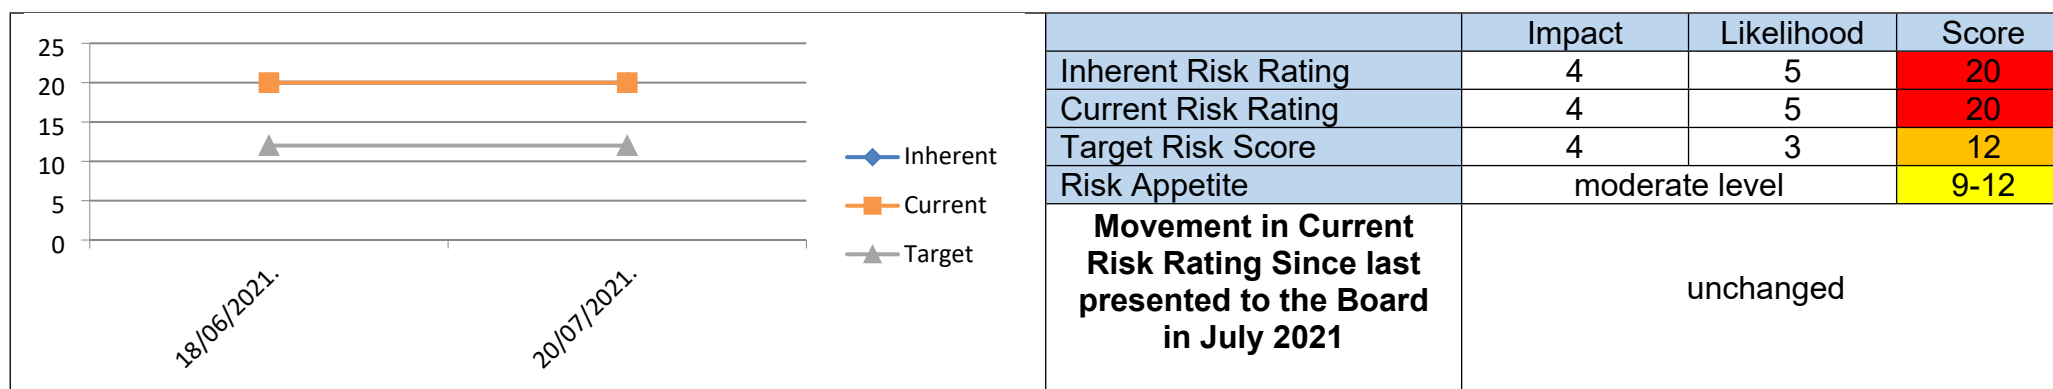 25
20
15
10
5
0
18/06/2021.
20/07/2021.
Inherent
Current
Target
Impact Likelihood Score
Inherent Risk Rating 4 5 20
Current Risk Rating 4 5 20
Target Risk Score 4 3 12
Risk Appetite moderate level 9-12
Movement in Current
Risk Rating Since last
presented to the Board
in July 2021
unchanged